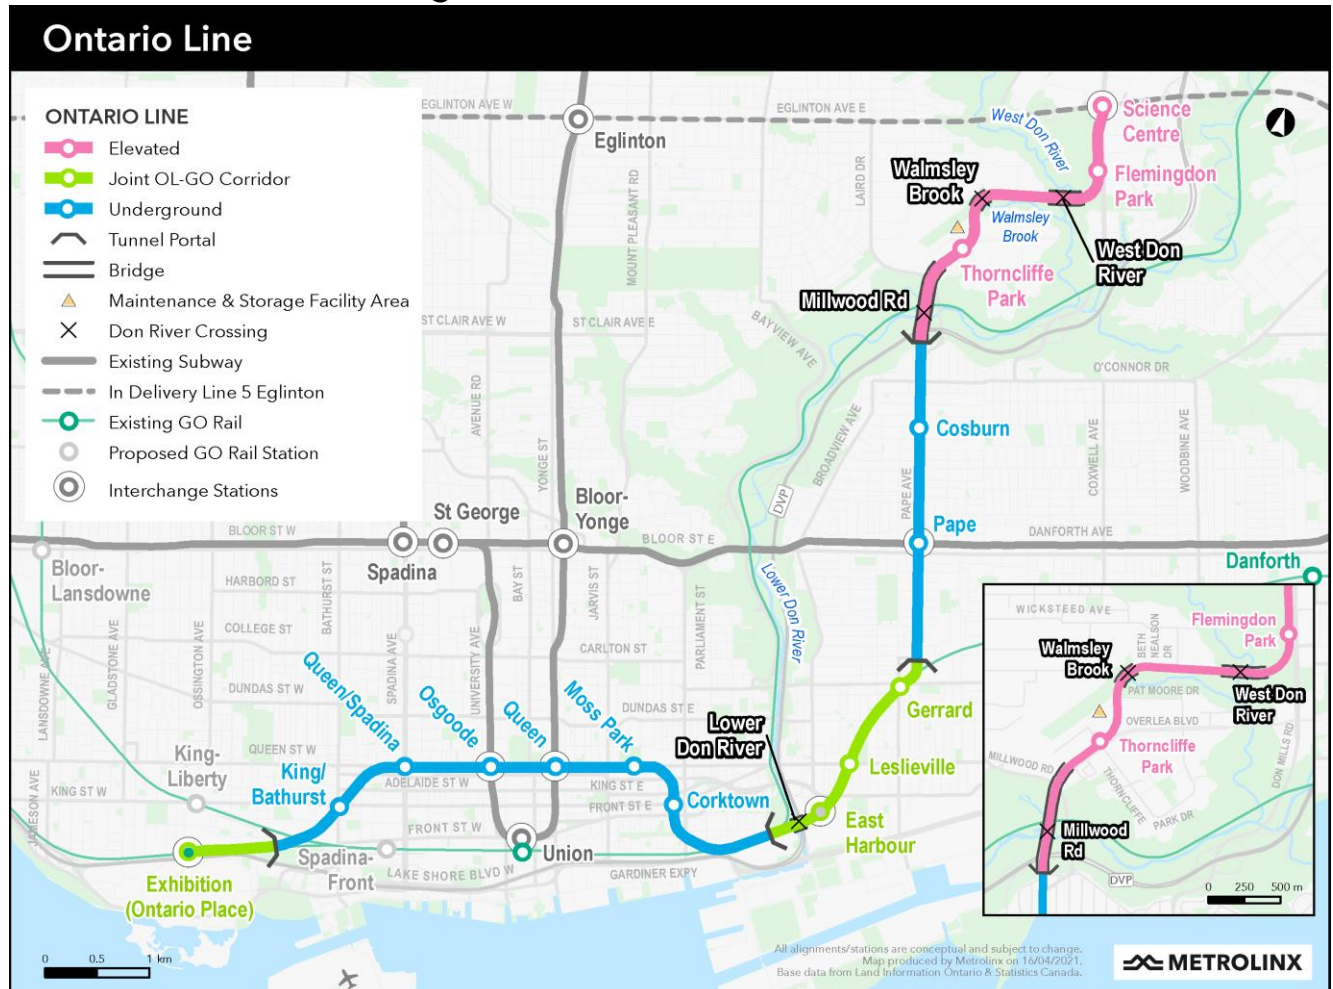 Ontario Line
ONTARIO LINE
Elevated
Joint OL-GO Corridor
Underground
Tunnel Portal
Bridge
Maintenance & Storage Facility Area
Don River Crossing
Existing Subway
In Delivery Line 5 Eglinton
Existing GO Rail
Proposed GO Rail Station
Interchange Stations
EGLINTON AVE W
EGLINTON AVE E
Eglinton
MOUNT PLEASANT RD
LAIRD DR
West Don River
Science
Centre
Walmsley
Brook
Flemingdon
Park
Walmsley
Brook
West Don
River
Thorncliffe
Park
Millwood Rd
ST CLAIR AVE W
ST CLAIR AVE E
BAYVIEW AVE
O'CONNOR DR
AVENUE RD
YONGE ST
BROADVIEW AVE
Cosburn
COXWELL AVE
WOODBINE AVE
DVP
PAPE AVE
St George
Bloor-
Yonge
Pape
DANFORTH AVE
BLOOR ST W
BLOOR ST E
Spadina
Bloor-
Lansdowne
Danforth
HARBORD ST
BATHURST ST
BAY ST
JARVIS ST
Lower Don River
COLLEGE ST
CARLTON ST
PARLIAMENT ST
LANSDOWNE AVE
GLADSTONE AVE
OSSINGTON AVE
SPADINA AVE
UNIVERSITY AVE
DUNDAS ST W
DUNDAS ST E
Queen/Spadina
Osgoode
Queen
Moss Park
Lower
Don River
Gerrard
King-
Liberty
QUEEN ST W
King/
Bathurst
ADELAIDE ST W
KING ST E
Leslieville
KING ST W
JAMESON AVE
FRONT ST E
Corktown
FRONT ST W
East
Harbour
Spadina-
Front
Union
LAKE SHORE BLVD W
GARDINER EXPY
Exhibition
(Ontario Place)
WICKSTEED AVE
BETH
NEALSON
DR
Flemingdon
Park
Walmsley
Brook
PAT MOORE DR
West Don
River
OVERLEA BLVD
Thorncliffe
Park
MILLWOOD RD
THORNCLIFFE
PARK DR
DON MILLS RD
Millwood
Rd
DVP
0 250 500 m
0 0.5 1 km
All alignments/stations are conceptual and subject to change.
Map produced by Metrolinx on 16/04/2021.
Base data from Land Information Ontario & Statistics Canada.
METROLINX